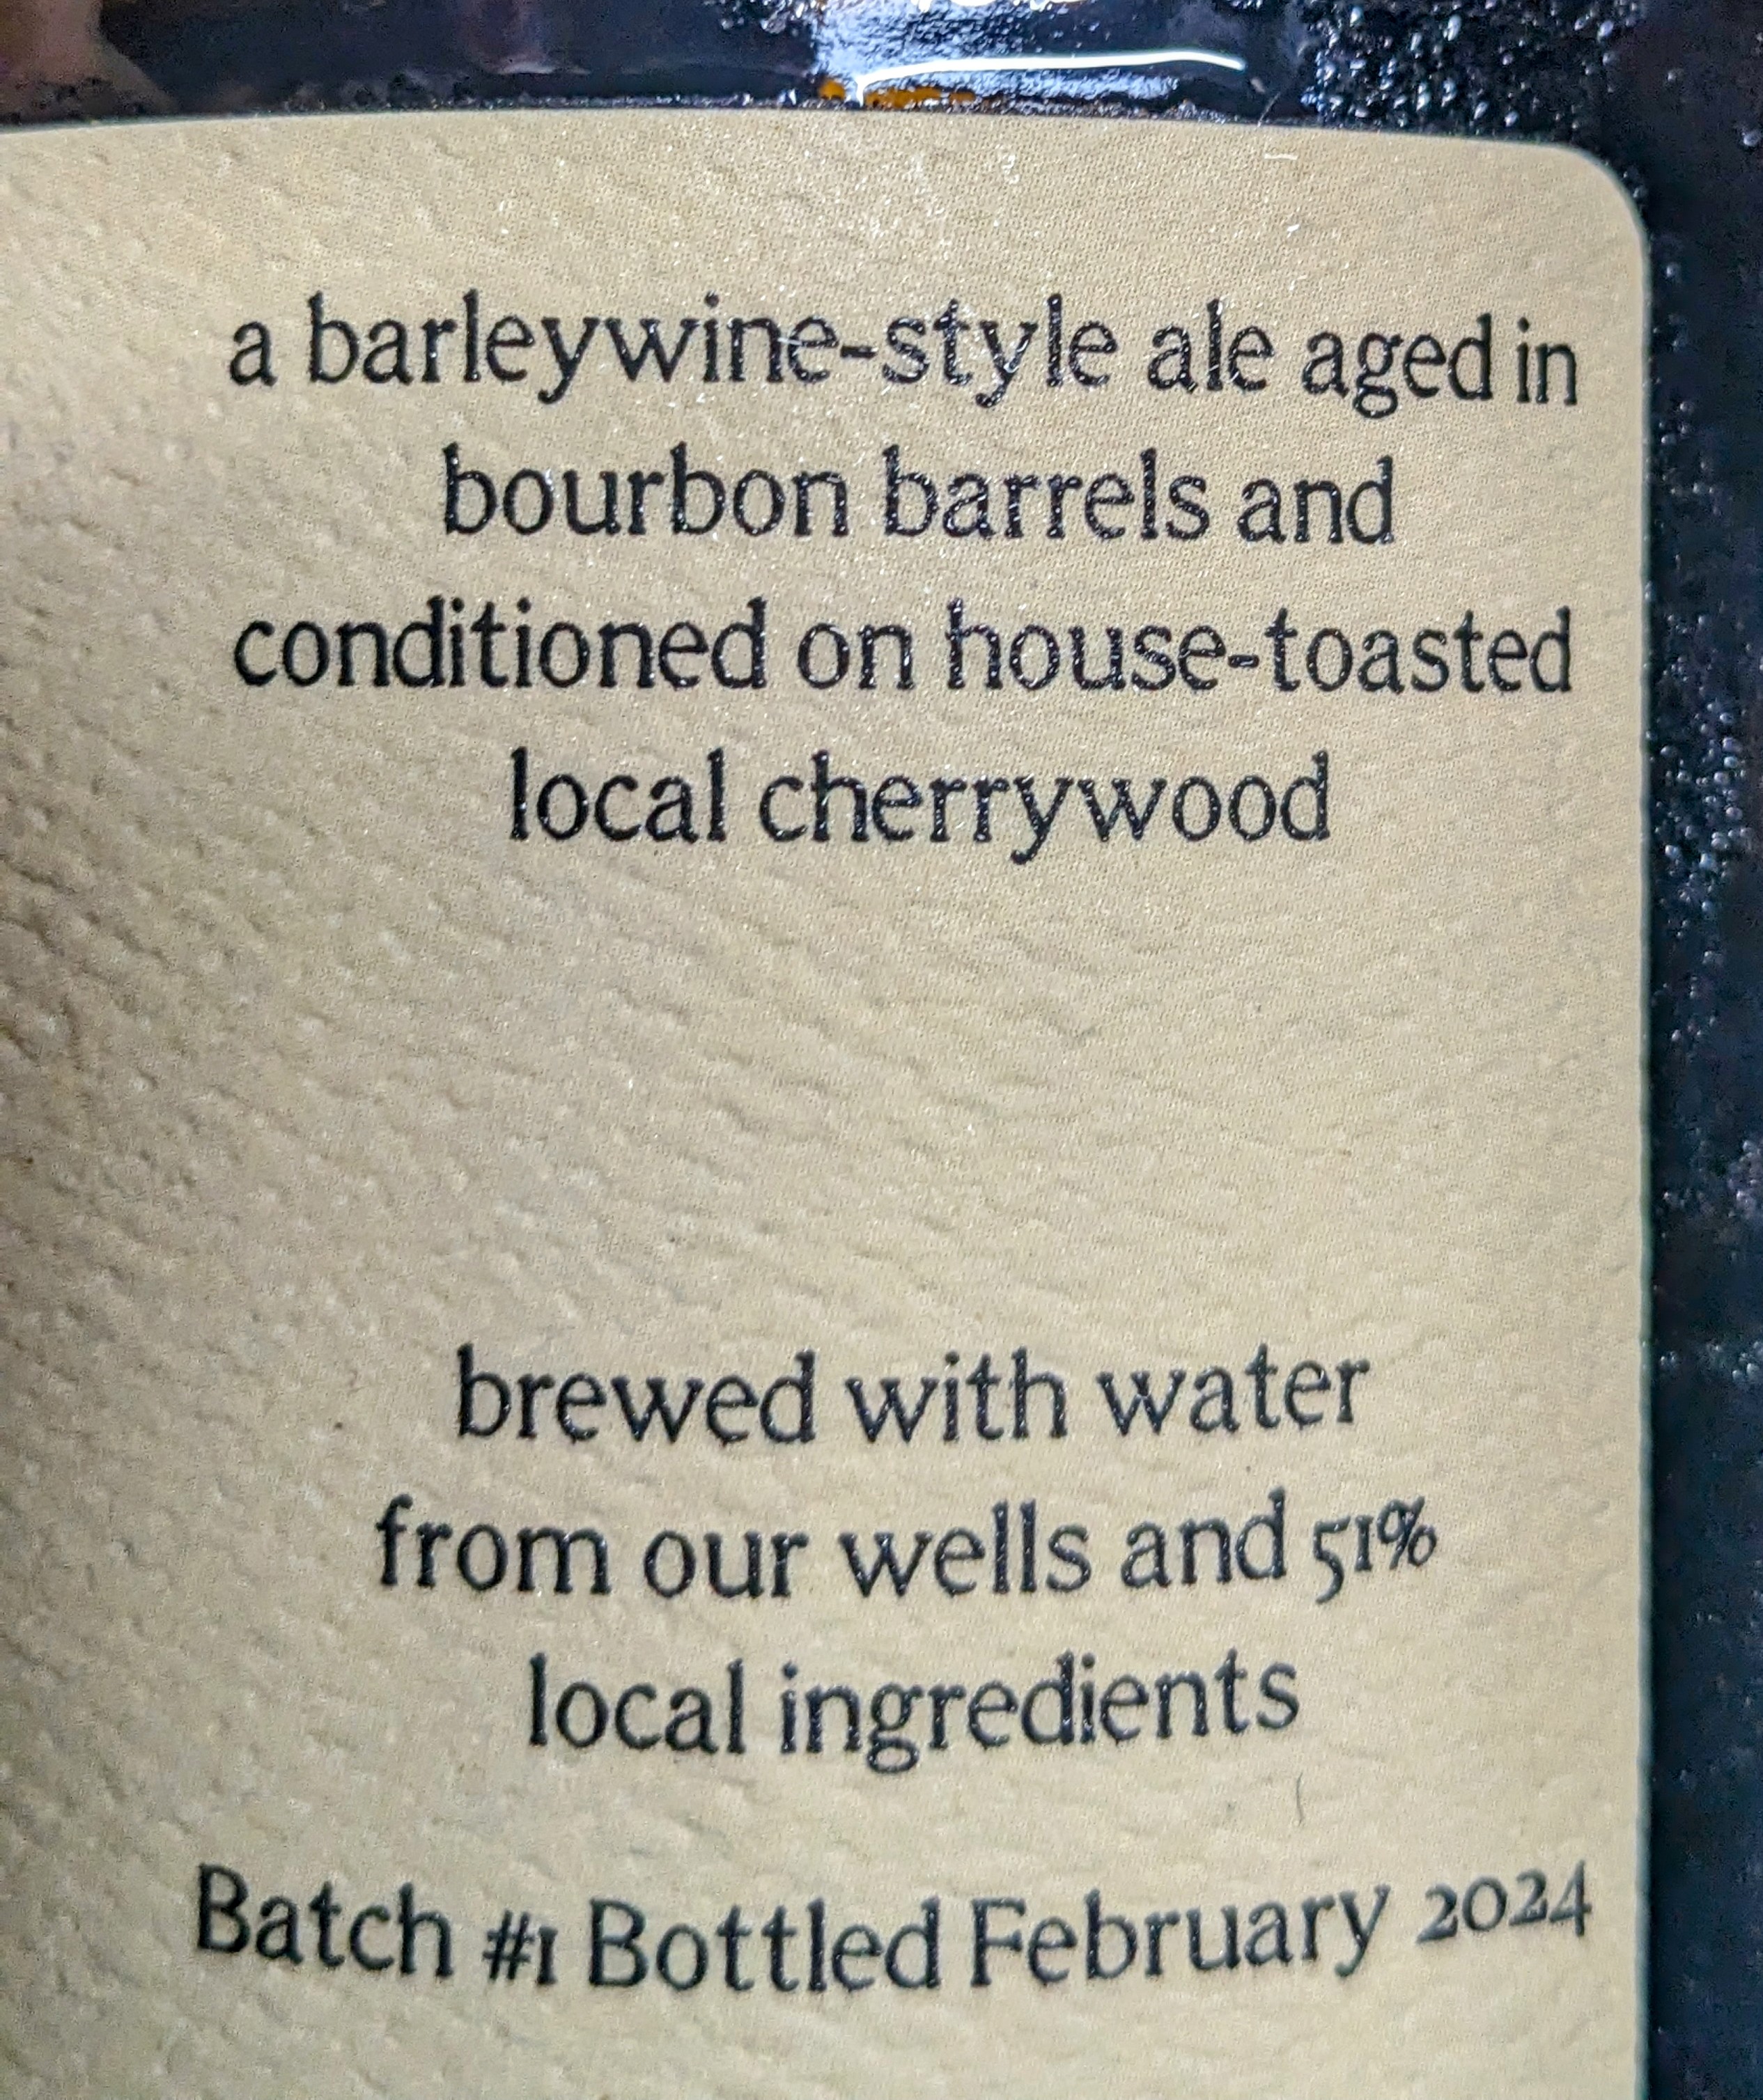 a barleywine-style ale aged in
bourbon barrels and
conditioned on house-toasted
local cherrywood
brewed with water
from our wells and 51%
local ingredients
Batch #1 Bottled February 2024